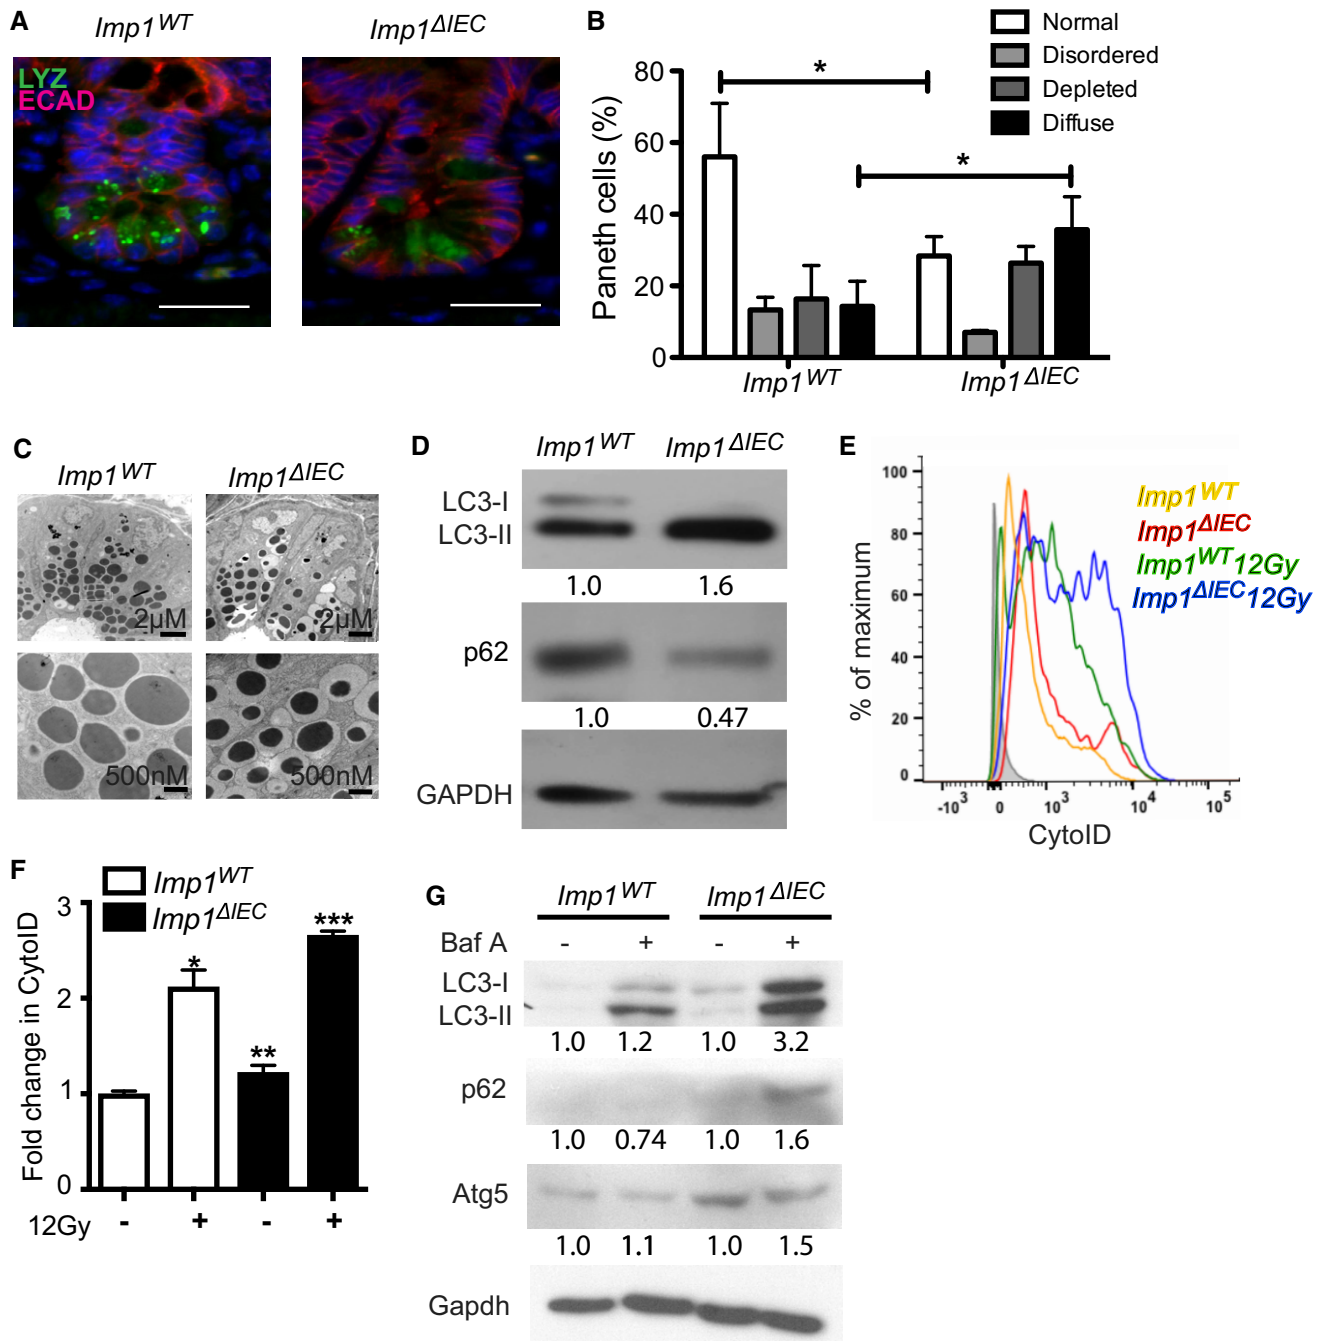 A
Imp1WT
Imp1ΔIEC
LYZ
ECAD
B
Normal
Disordered
Depleted
Diffuse
Paneth cells (%)
80
60
40
20
0
*
*
Imp1WT
Imp1ΔIEC
C
Imp1WT
Imp1ΔIEC
2µM
2µM
500nM
500nM
D
Imp1WT
Imp1ΔIEC
LC3-I
LC3-II
1.0
1.6
p62
1.0
0.47
GAPDH
E
% of maximum
100
80
60
40
20
0
-10³
0
10³
10⁴
10⁵
CytoID
Imp1WT
Imp1ΔIEC
Imp1WT12Gy
Imp1ΔIEC12Gy
F
Imp1WT
Imp1ΔIEC
Fold change in CytoID
3
2
1
0
*
**
***
12Gy - + - +
G
Imp1WT
Imp1ΔIEC
Baf A - + - +
LC3-I
LC3-II
1.0 1.2 1.0 3.2
p62
1.0 0.74 1.0 1.6
Atg5
1.0 1.1 1.0 1.5
Gapdh